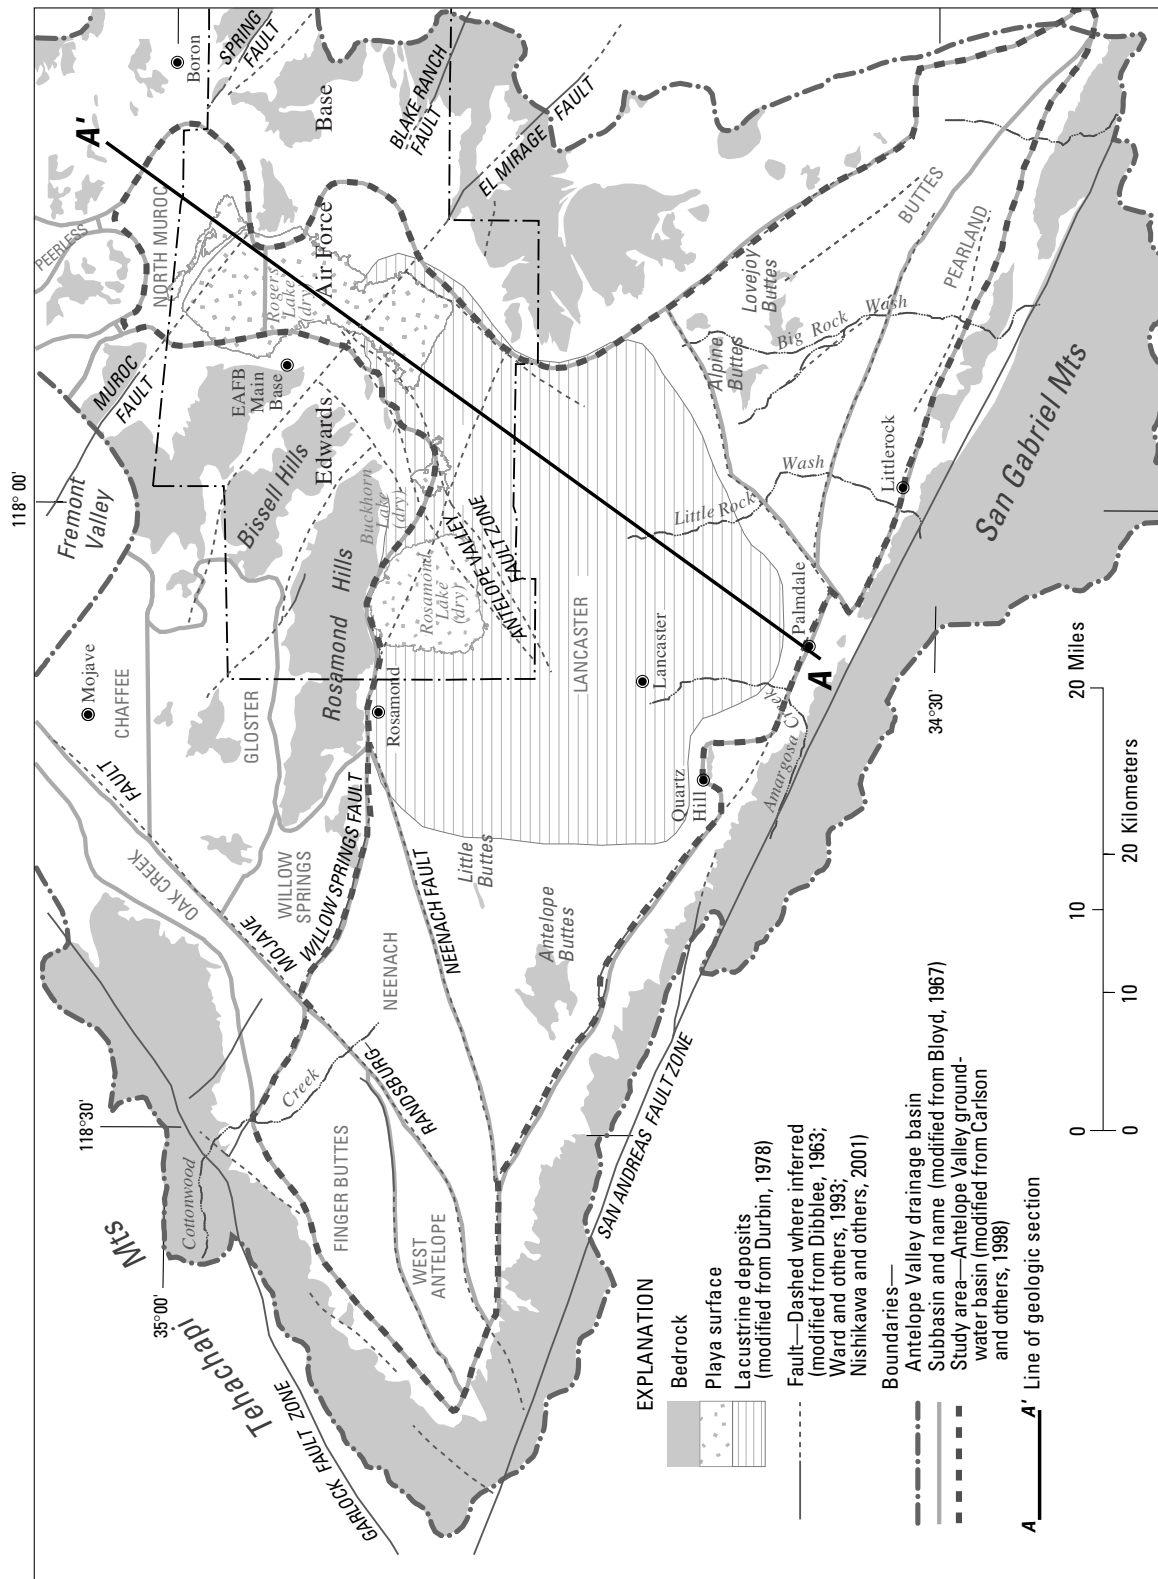 118° 00'
118°30'
35°00'
34°30'
Tehachapi
Mts
Fremont
Valley
Mojave
Boron
CHAFFEE
PEERLESS
NORTH MUROC
SPRING
FAULT
A'
MUROC
FAULT
BLAKE RANCH
FAULT
EL MIRAGE FAULT
Base
Air Force
Edwards
EAFB
Main
Base
Rogers
Lake
(dry)
Bissell Hills
Rosamond Hills
GLOSTER
FAULT
OAK CREEK
WILLOW
SPRINGS
MOJAVE
WILLOW SPRINGS FAULT
Buckhorn
Lake
(dry)
Rosamond
Lake
(dry)
Rosamond
ANTELOPE VALLEY
FAULT ZONE
NEENACH FAULT
NEENACH
RANDSBURG–
Cottonwood
Creek
FINGER BUTTES
WEST
ANTELOPE
GARLOCK FAULT ZONE
Little
Buttes
Antelope
Buttes
LANCASTER
Lancaster
Quartz
Hill
Amargosa Creek
Palmdale
A
Little Rock
Wash
Littlerock
Alpine
Buttes
Lovejoy
Buttes
Big Rock
Wash
BUTTES
PEARLAND
San Gabriel Mts
SAN ANDREAS FAULT ZONE
EXPLANATION
Bedrock
Playa surface
Lacustrine deposits
(modified from Durbin, 1978)
Fault—Dashed where inferred
(modified from Dibblee, 1963;
Ward and others, 1993;
Nishikawa and others, 2001)
Boundaries—
Antelope Valley drainage basin
Subbasin and name (modified from Bloyd, 1967)
Study area—Antelope Valley ground-
water basin (modified from Carlson
and others, 1998)
A A' Line of geologic section
0 10 20 Miles
0 10 20 Kilometers